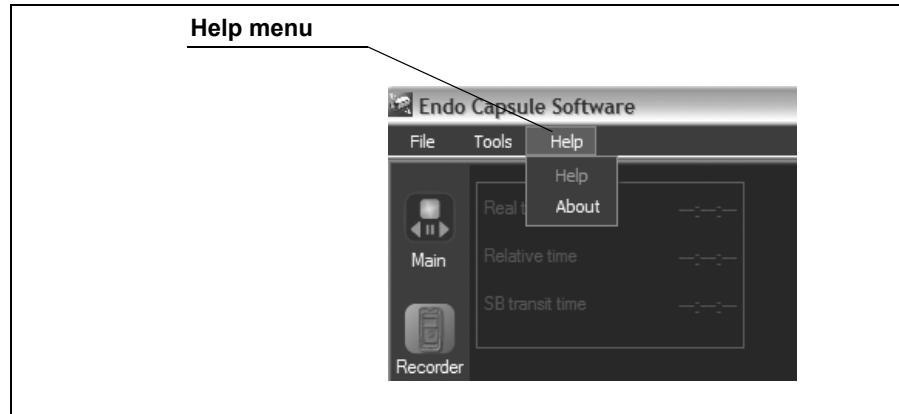 Help menu
Endo Capsule Software
File Tools Help
Help
About
Real t —:—:—
Main
Relative time —:—:—
SB transit time —:—:—
Recorder